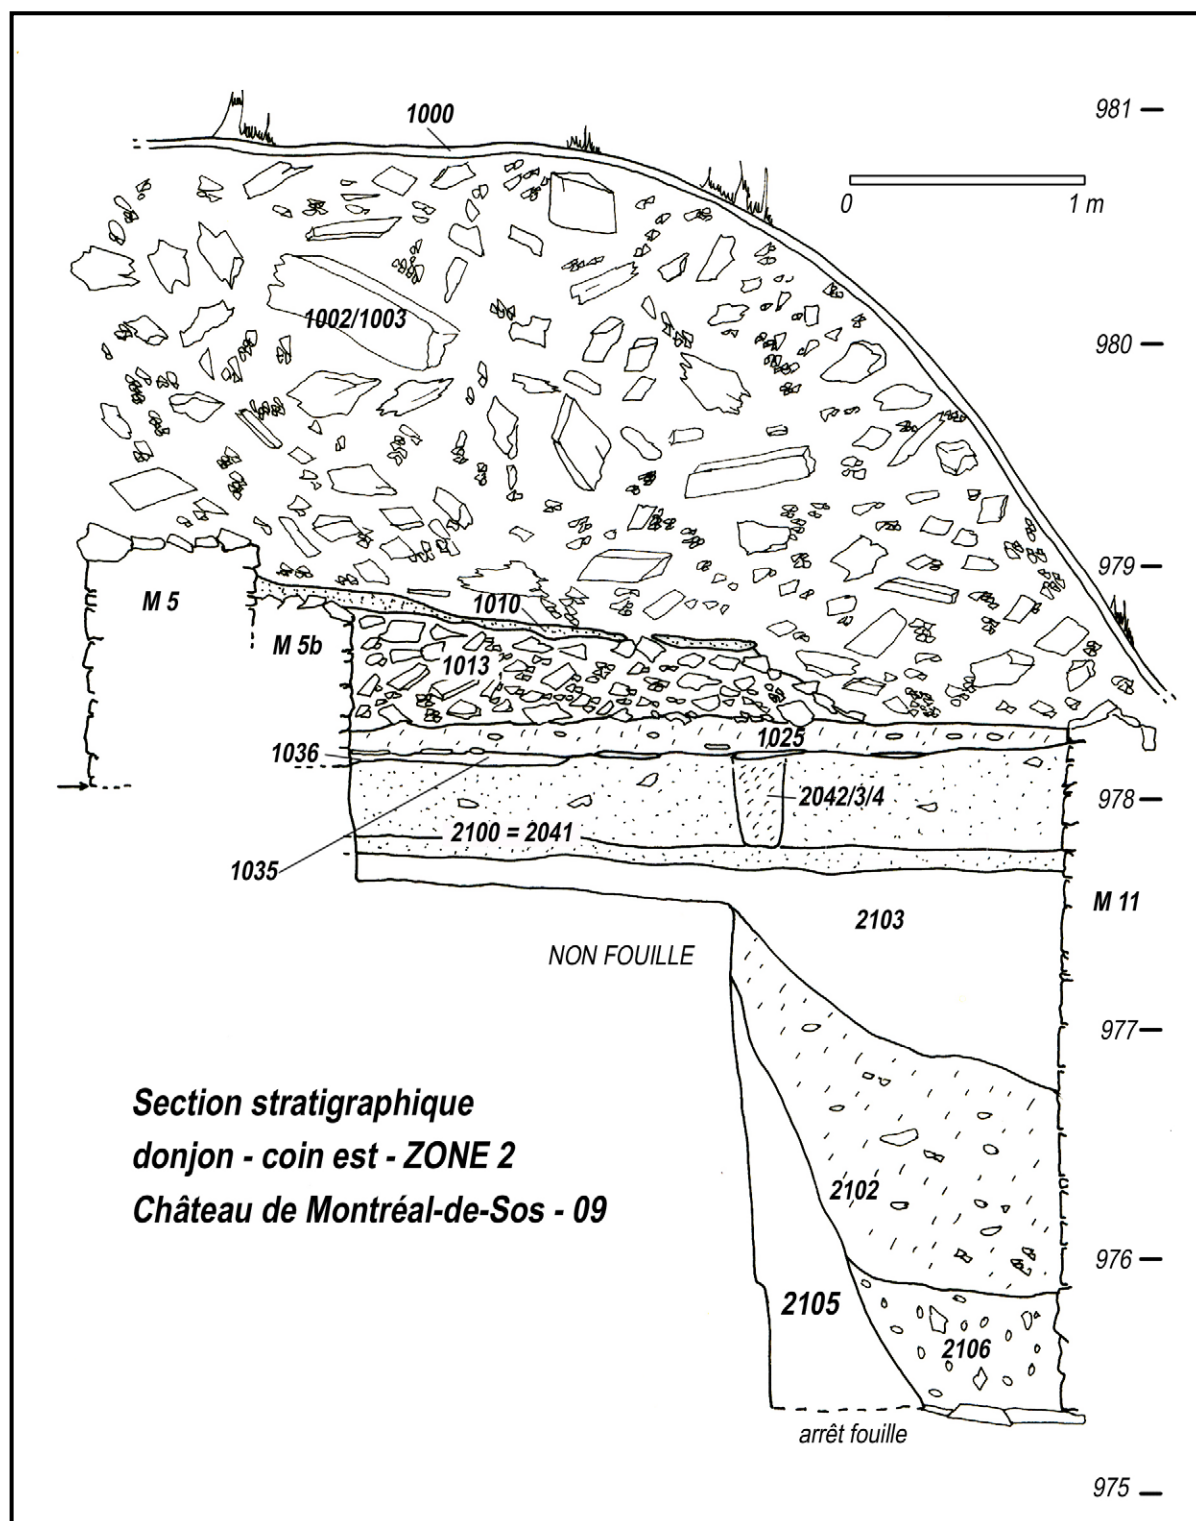 1000
981
0
1 m
1002/1003
980
979
M 5
1010
M 5b
1013
1036
1025
2042/3/4
978
2100 = 2041
1035
M 11
2103
NON FOUILLE
977
Section stratigraphique
donjon - coin est - ZONE 2
Château de Montréal-de-Sos - 09
2102
976
2105
2106
arrêt fouille
975